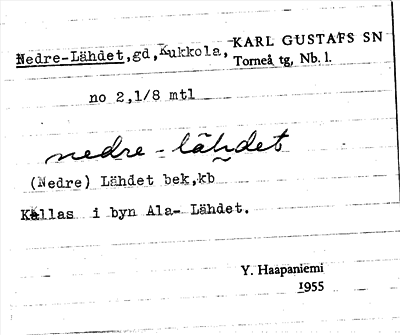 Nedre-Lähdet,gd,Kukkola, KARL GUSTAFS SN
Torneå tg, Nb. l.
no 2,1/8 mtl
nedre-lähdet
(Nedre) Lähdet bek,kb
Kallas i byn Ala- Lähdet.
Y. Haapaniemi
1955